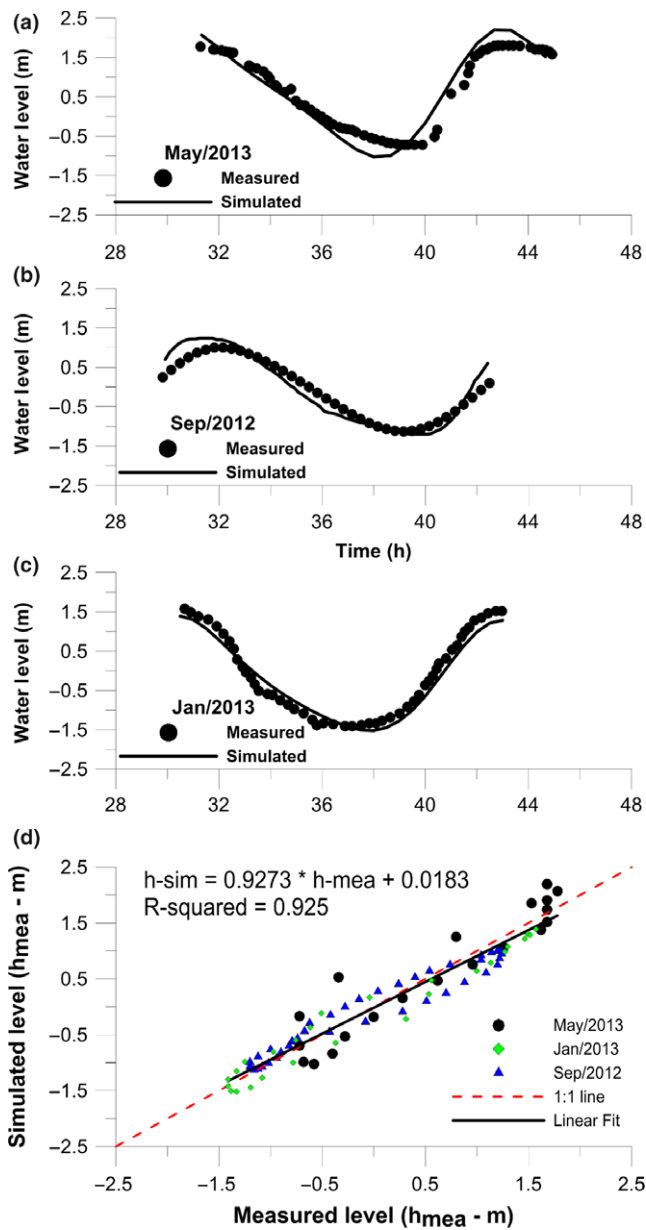 (a)
2.5
1.5
0.5
−0.5
−1.5
−2.5
Water level (m)
May/2013
Measured
Simulated
28 32 36 40 44 48
(b)
2.5
1.5
0.5
−0.5
−1.5
−2.5
Water level (m)
Sep/2012
Measured
Simulated
28 32 36 40 44 48
Time (h)
(c)
2.5
1.5
0.5
−0.5
−1.5
−2.5
Water level (m)
Jan/2013
Measured
Simulated
28 32 36 40 44 48
(d)
2.5
1.5
0.5
−0.5
−1.5
−2.5
Simulated level (hmea - m)
h-sim = 0.9273 * h-mea + 0.0183
R-squared = 0.925
May/2013
Jan/2013
Sep/2012
1:1 line
Linear Fit
−2.5 −1.5 −0.5 0.5 1.5 2.5
Measured level (hmea - m)